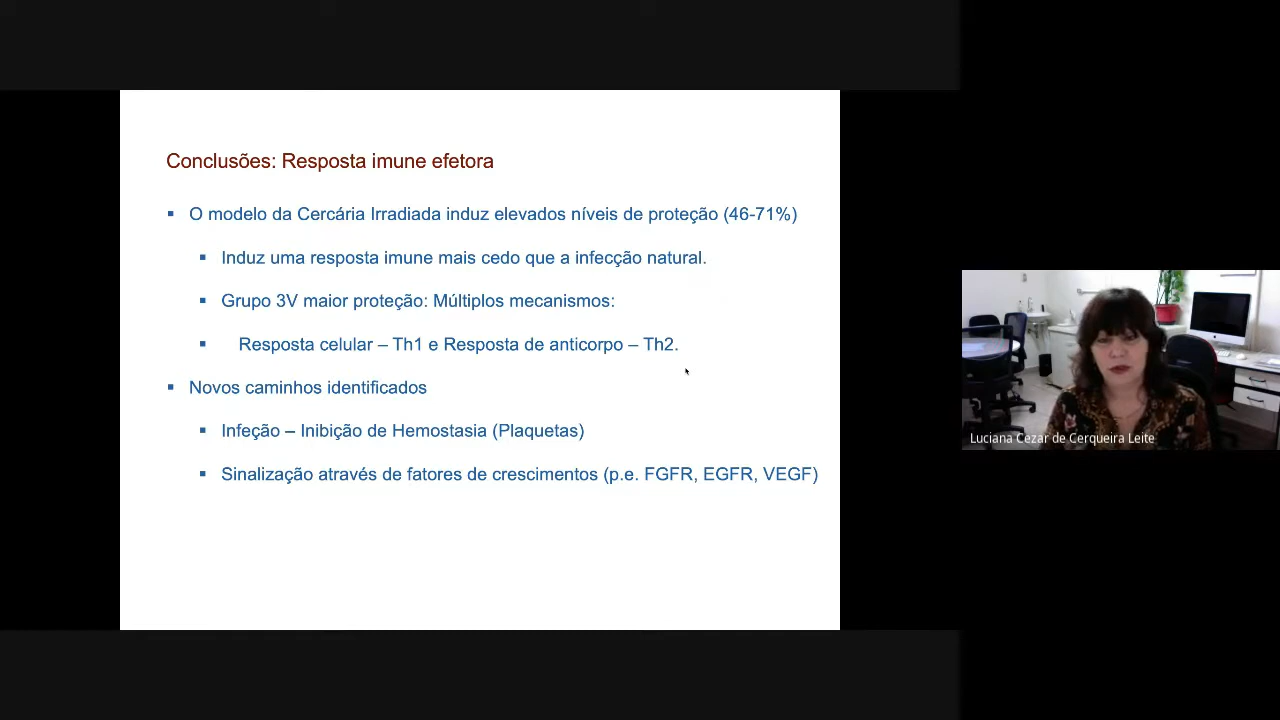 Conclusões: Resposta imune efetora
▪ O modelo da Cercária Irradiada induz elevados níveis de proteção (46-71%)
▪ Induz uma resposta imune mais cedo que a infecção natural.
▪ Grupo 3V maior proteção: Múltiplos mecanismos:
▪ Resposta celular – Th1 e Resposta de anticorpo – Th2.
▪ Novos caminhos identificados
▪ Infeção – Inibição de Hemostasia (Plaquetas)
▪ Sinalização através de fatores de crescimentos (p.e. FGFR, EGFR, VEGF)
Luciana Cezar de Cerqueira Leite